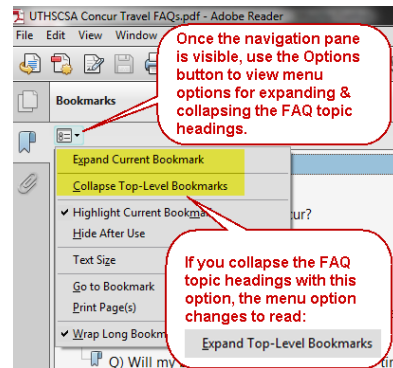 UTHSCSA Concur Travel FAQs.pdf - Adobe Reader
File Edit View Window
Once the navigation pane
is visible, use the Options
button to view menu
options for expanding &
collapsing the FAQ topic
headings.
Bookmarks
Expand Current Bookmark
Collapse Top-Level Bookmarks
Highlight Current
cur?
Hide After Use
Text Size
If you collapse the FAQ
topic headings with this
option, the menu option
changes to read:
Expand Top-Level Bookmarks
Go to Bookmark
Print Page(s)
Wrap Long
Q) Will my